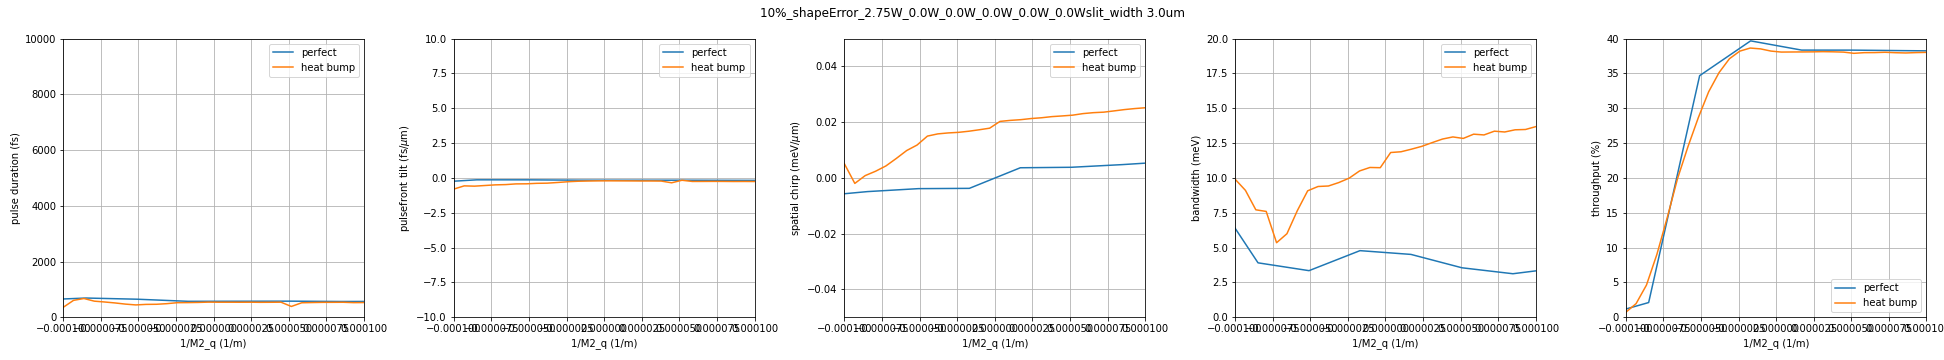 10%_shapeError_2.75W_0.0W_0.0W_0.0W_0.0W_0.0Wslit_width 3.0um
pulse duration (fs)
10000
8000
6000
4000
2000
0
perfect
heat bump
1/M2_q (1/m)
pulsefront tilt (fs/μm)
10.0
7.5
5.0
2.5
0.0
−2.5
−5.0
−7.5
−10.0
perfect
heat bump
1/M2_q (1/m)
spatial chirp (meV/μm)
0.04
0.02
0.00
−0.02
−0.04
perfect
heat bump
1/M2_q (1/m)
bandwidth (meV)
20.0
17.5
15.0
12.5
10.0
7.5
5.0
2.5
0.0
perfect
heat bump
1/M2_q (1/m)
throughput (%)
40
35
30
25
20
15
10
5
0
perfect
heat bump
1/M2_q (1/m)